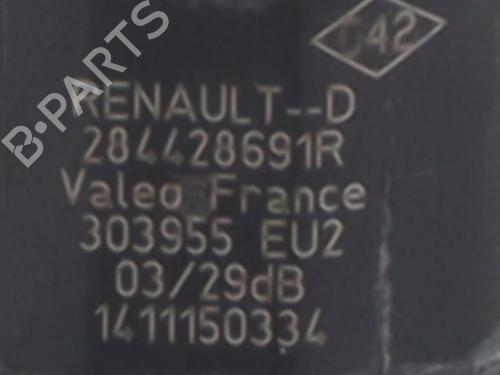 C42
RENAULT--D
284428691R
Valeo France
303955 EU2
03/29dB
1411150334
B-PARTS